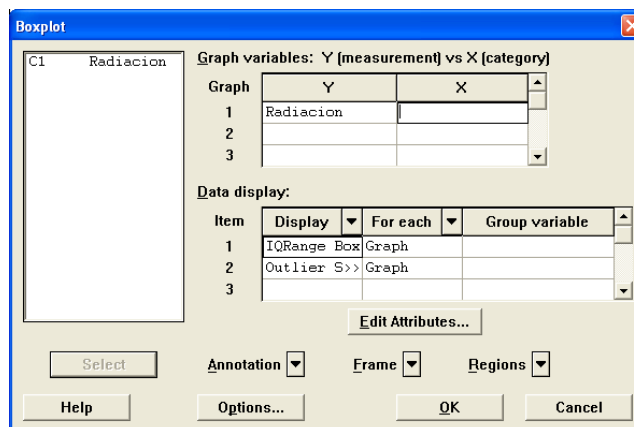 Boxplot
C1 Radiacion
Graph variables: Y (measurement) vs X (category)
Graph Y X
1 Radiacion
2
3
Data display:
Item Display For each Group variable
1 IQRange Box Graph
2 Outlier S>> Graph
3
Edit Attributes...
Select Annotation Frame Regions
Help Options... OK Cancel